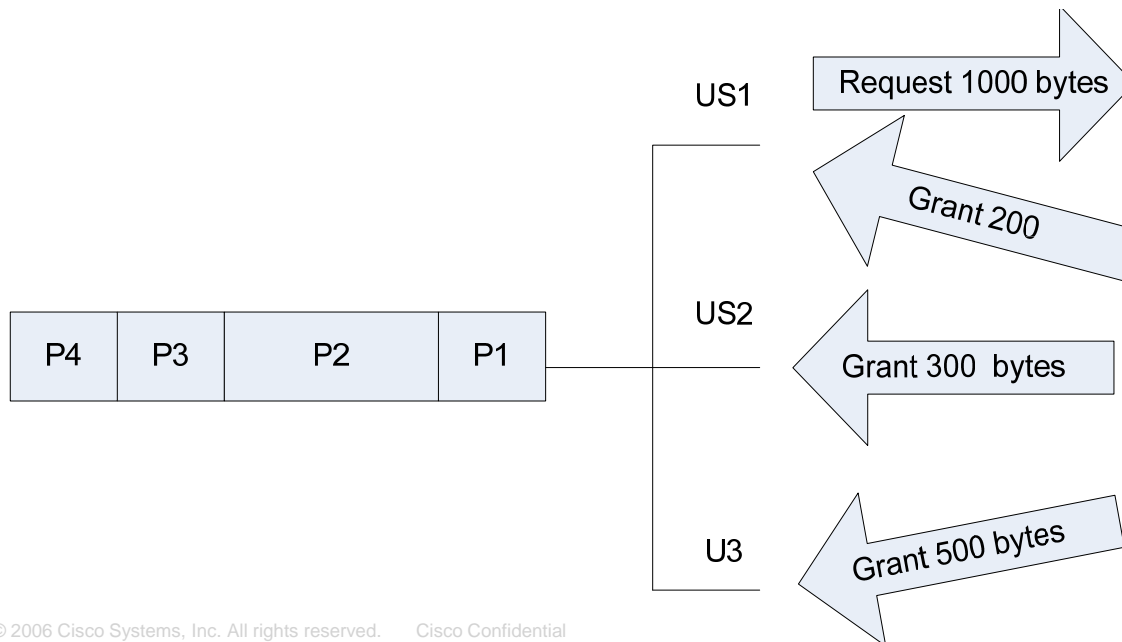 US1
Request 1000 bytes
Grant 200
US2
P4 P3 P2 P1
Grant 300 bytes
U3
Grant 500 bytes
© 2006 Cisco Systems, Inc. All rights reserved. Cisco Confidential